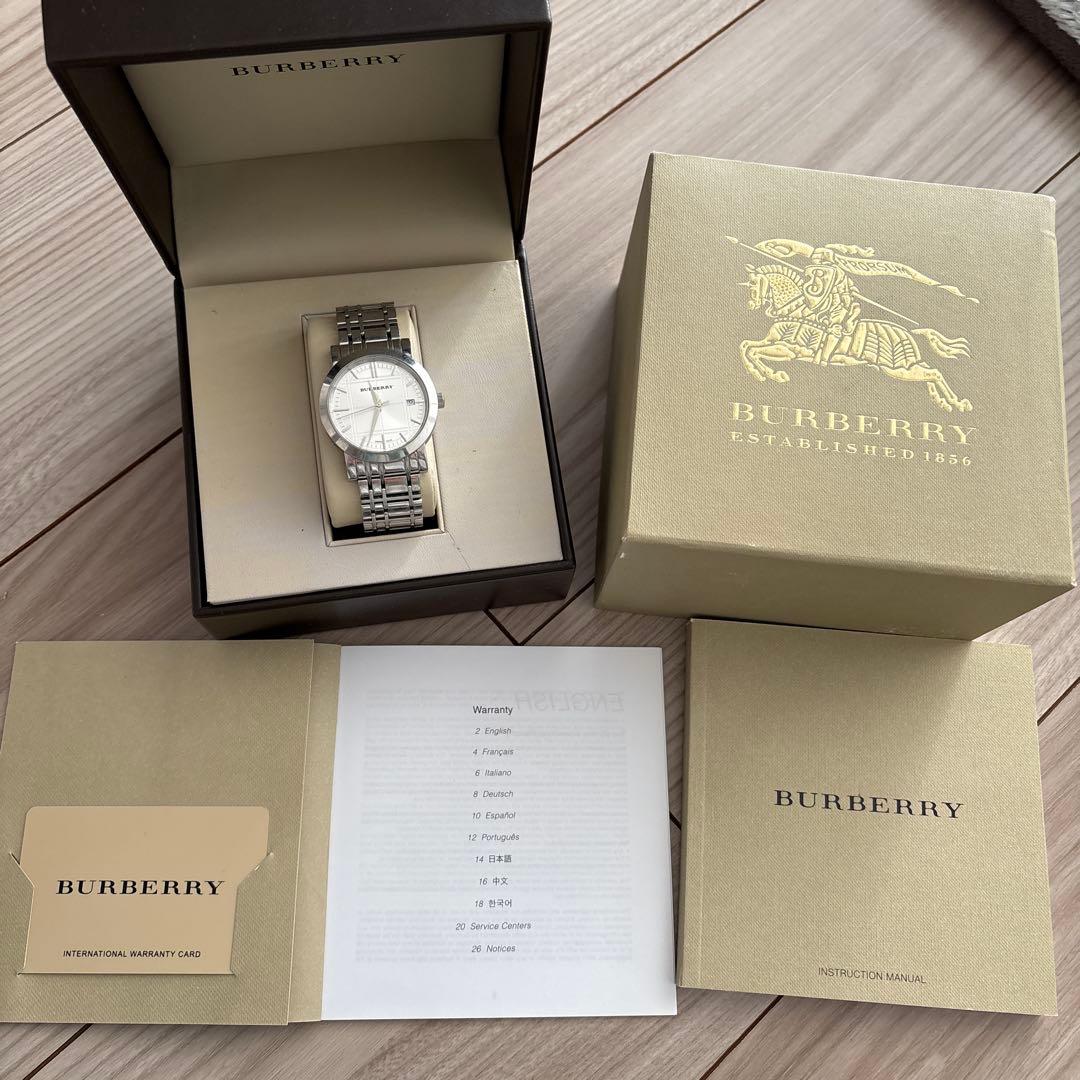 BURBERRY
BURBERRY
PRORSUM
BURBERRY
ESTABLISHED 1856
Warranty
2 English
4 Français
6 Italiano
8 Deutsch
10 Español
12 Português
14 日本語
16 中文
18 한국어
20 Service Centers
26 Notices
ENGLISH
BURBERRY
INTERNATIONAL WARRANTY CARD
BURBERRY
INSTRUCTION MANUAL